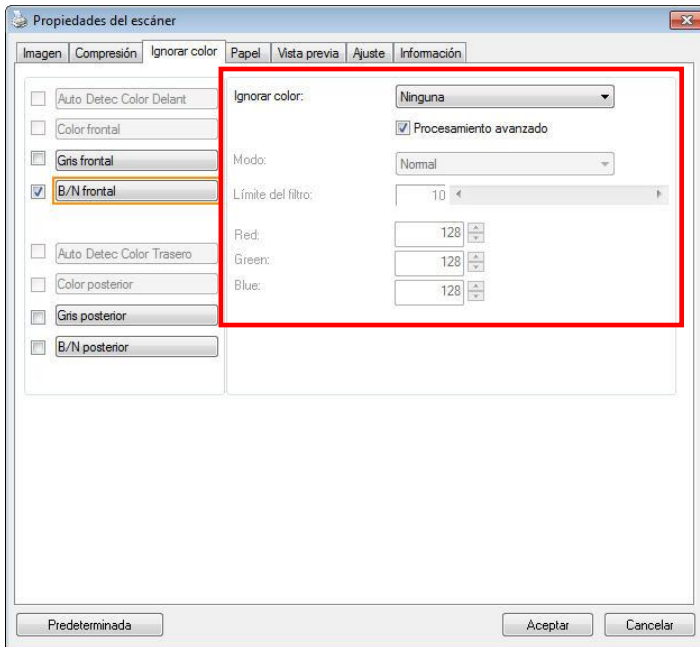 Propiedades del escáner
Imagen Compresión Ignorar color Papel Vista previa Ajuste Información
Auto Detec Color Delant
Color frontal
Gris frontal
B/N frontal
Auto Detec Color Trasero
Color posterior
Gris posterior
B/N posterior
Ignorar color: Ninguna
Procesamiento avanzado
Modo: Normal
Límite del filtro: 10
Red: 128
Green: 128
Blue: 128
Predeterminada Aceptar Cancelar